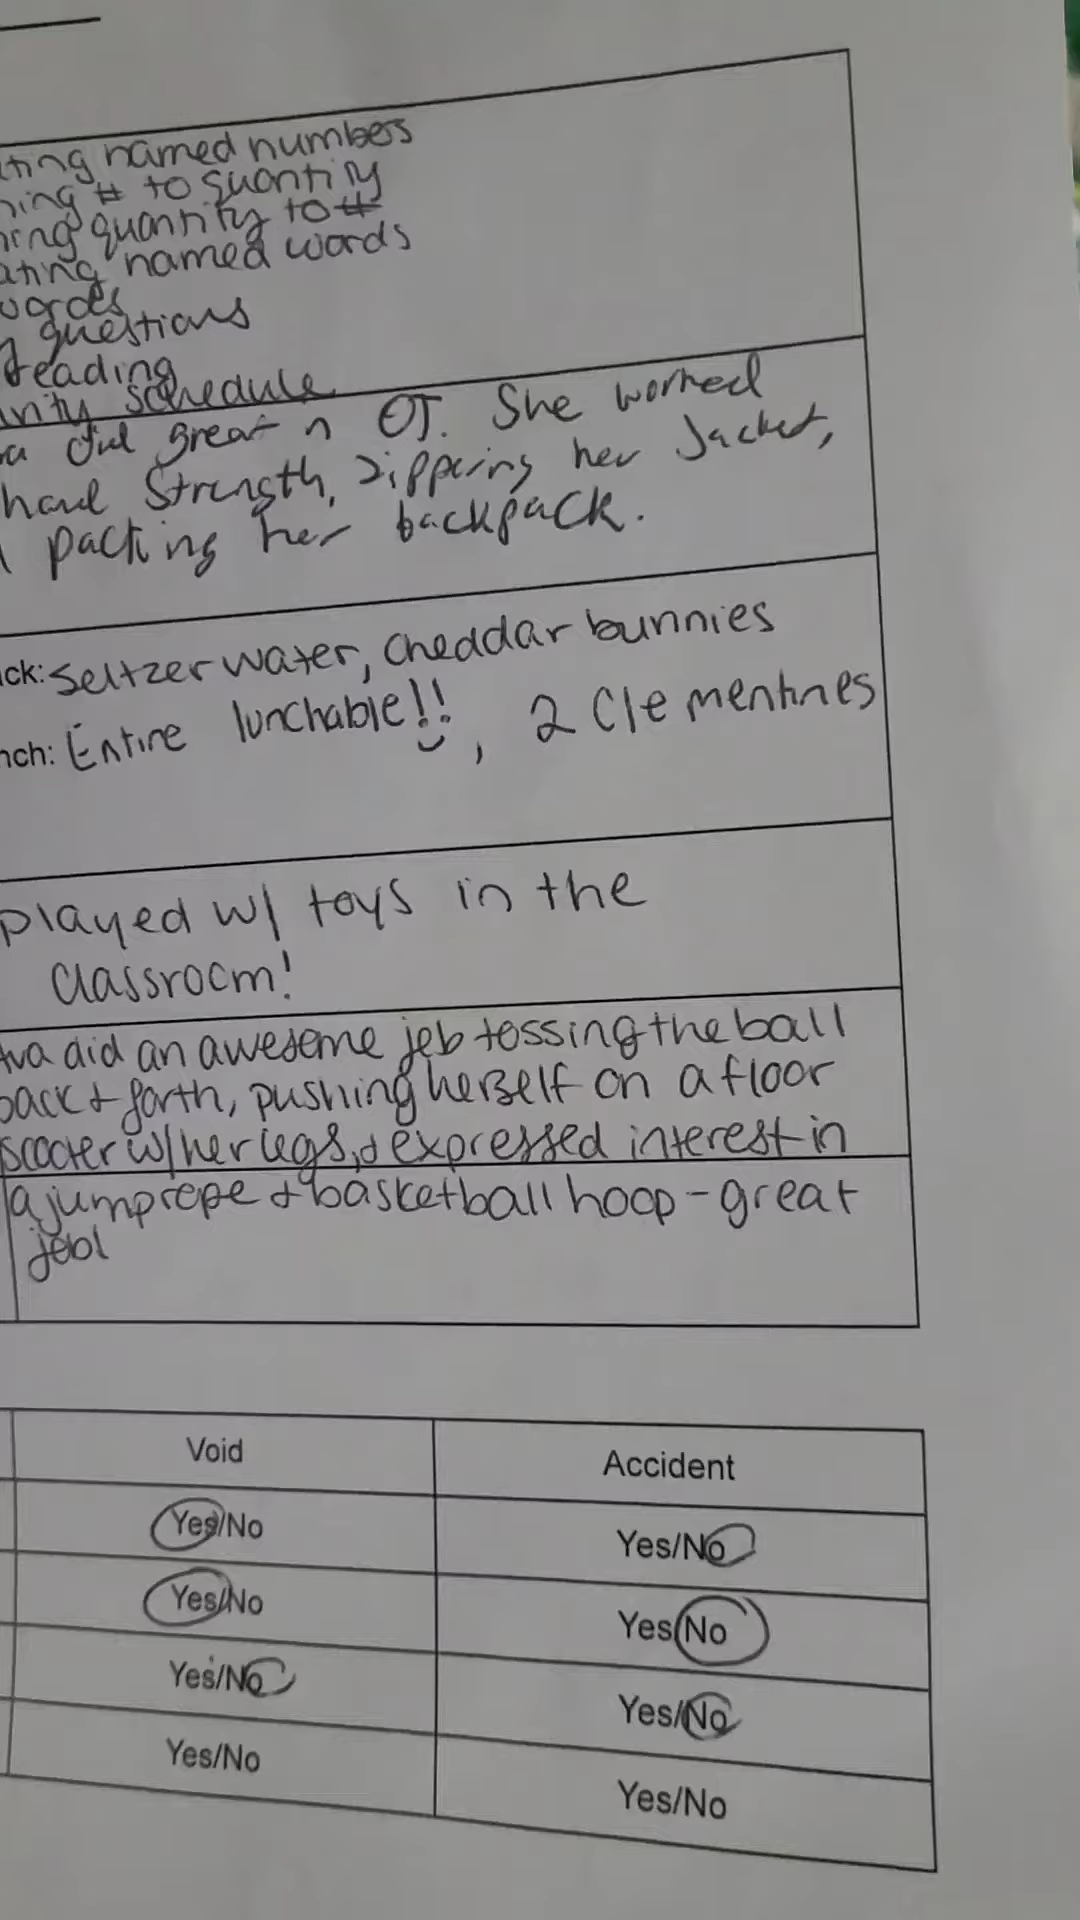 ting named numbers
hing # to quantity
hing quantity to #
ating named words
words
questions
reading
vity schedule
va did great n OT. She worked
hand strength, zipping her Jacket,
packing her backpack.
ck: Seltzer water, cheddar bunnies
nch: Entire lunchable!! , 2 Clementines
played w/ toys in the
classroom!
Ava did an awesome job tossing the ball
back & forth, pushing herself on a floor
scooter w/ her legs, & expressed interest in
a jumprope & basketball hoop - great
job!
Void Accident
Yes/No Yes/No
Yes/No Yes/No
Yes/No Yes/No
Yes/No Yes/No